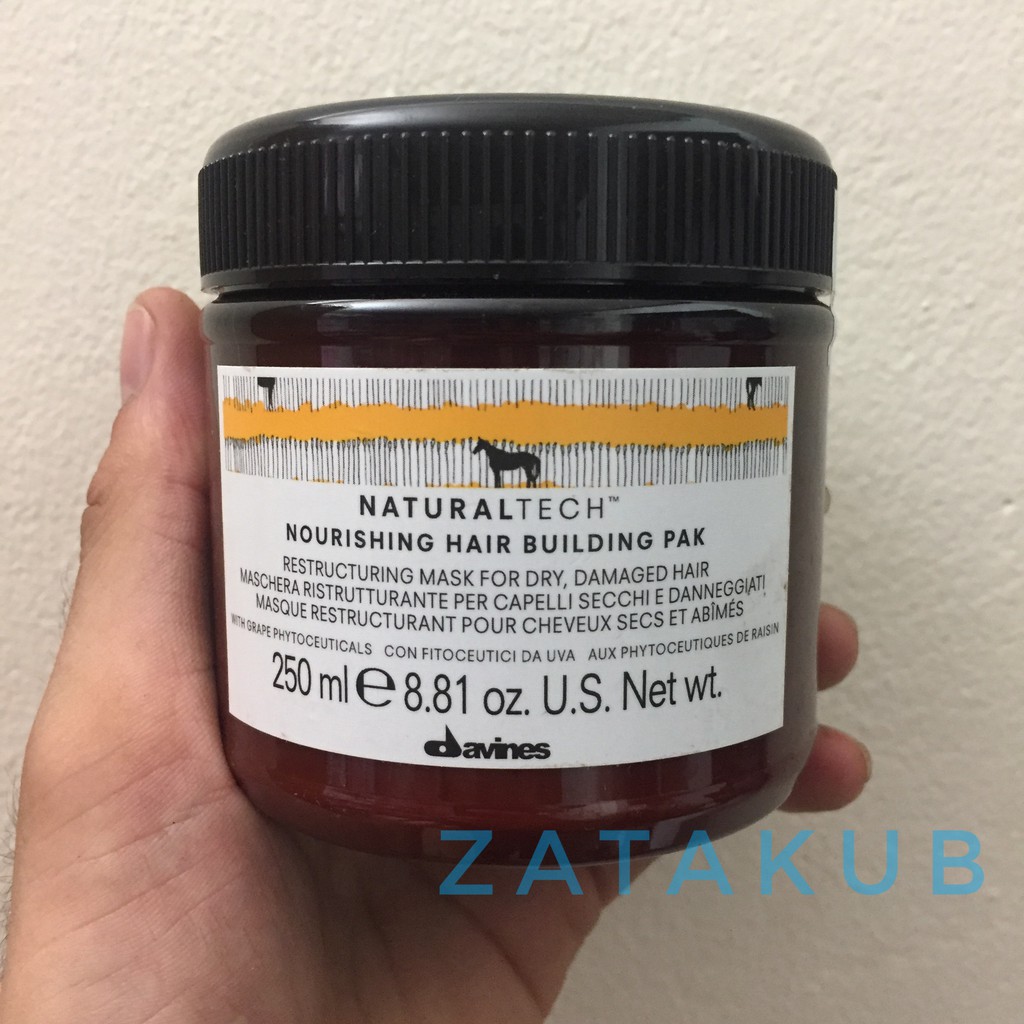 NATURALTECH™
NOURISHING HAIR BUILDING PAK
RESTRUCTURING MASK FOR DRY, DAMAGED HAIR
MASCHERA RISTRUTTURANTE PER CAPELLI SECCHI E DANNEGGIATI
MASQUE RESTRUCTURANT POUR CHEVEUX SECS ET ABÎMÉS
WITH GRAPE PHYTOCEUTICALS CON FITOCEUTICI DA UVA AUX PHYTOCEUTIQUES DE RAISIN
250 ml ℮ 8.81 oz. U.S. Net wt.
davines
ZATAKUB